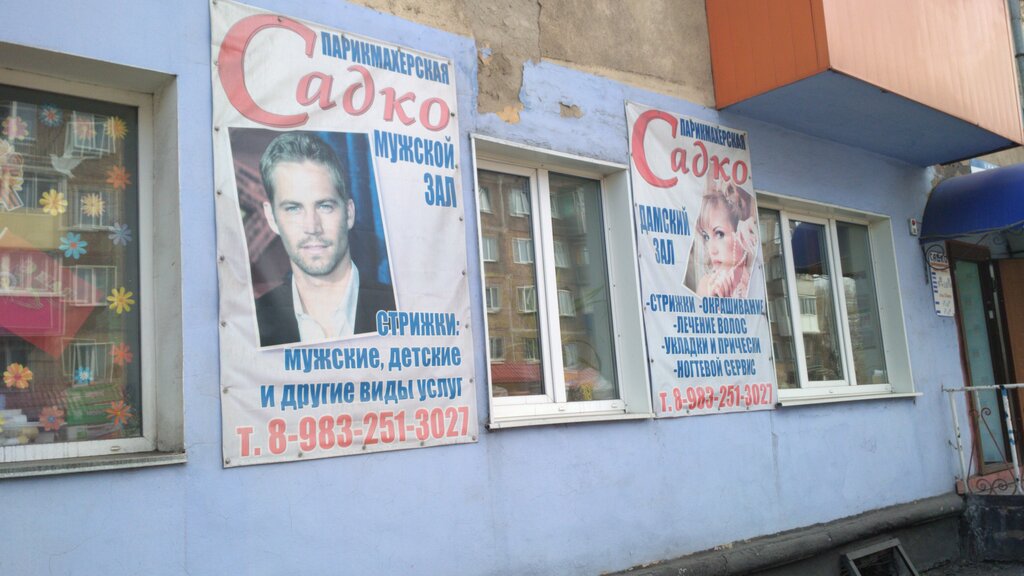 ПАРИКМАХЕРСКАЯ
Садко
МУЖСКОЙ
ЗАЛ
СТРИЖКИ:
МУЖСКИЕ, ДЕТСКИЕ
И ДРУГИЕ ВИДЫ УСЛУГ
Т. 8-983-251-3027
ПАРИКМАХЕРСКАЯ
Садко
ДАМСКИЙ
ЗАЛ
-СТРИЖКИ -ОКРАШИВАНИЕ
-ЛЕЧЕНИЕ ВОЛОС
-УКЛАДКИ И ПРИЧЕСКИ
-НОГТЕВОЙ СЕРВИС
Т. 8-983-251-3027